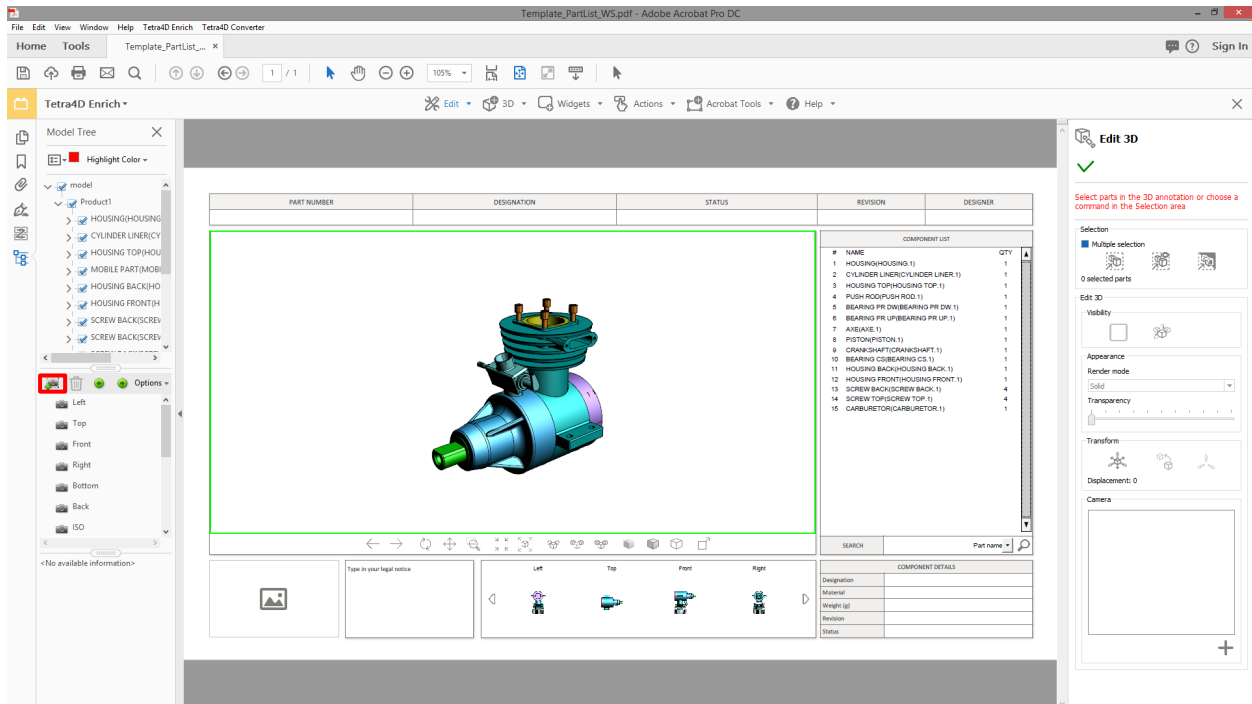 Template_PartList_WS.pdf - Adobe Acrobat Pro DC
File Edit View Window Help Tetra4D Enrich Tetra4D Converter
Home Tools Template_PartList_... × ? Sign In
1 / 1 105%
Tetra4D Enrich Edit 3D Widgets Actions Acrobat Tools Help
Model Tree
Highlight Color
model
Product1
HOUSING(HOUSING
CYLINDER LINER(CY
HOUSING TOP(HOU
MOBILE PART(MOBI
HOUSING BACK(HO
HOUSING FRONT(H
SCREW BACK(SCREW
SCREW BACK(SCREW
Options
Left
Top
Front
Right
Bottom
Back
ISO
<No available information>
PART NUMBER DESIGNATION STATUS REVISION DESIGNER
COMPONENT LIST
# NAME QTY
1 HOUSING(HOUSING.1) 1
2 CYLINDER LINER(CYLINDER LINER.1) 1
3 HOUSING TOP(HOUSING TOP.1) 1
4 PUSH ROD(PUSH ROD.1) 1
5 BEARING PR DW(BEARING PR DW.1) 1
6 BEARING PR UP(BEARING PR UP.1) 1
7 AXE(AXE.1) 1
8 PISTON(PISTON.1) 1
9 CRANKSHAFT(CRANKSHAFT.1) 1
10 BEARING CS(BEARING CS.1) 1
11 HOUSING BACK(HOUSING BACK.1) 1
12 HOUSING FRONT(HOUSING FRONT.1) 1
13 SCREW BACK(SCREW BACK.1) 4
14 SCREW TOP(SCREW TOP.1) 4
15 CARBURETOR(CARBURETOR.1) 1
SEARCH Part name
Type in your legal notice
Left Top Front Right
COMPONENT DETAILS
Designation
Material
Weight (g)
Revision
Status
Edit 3D
Select parts in the 3D annotation or choose a
command in the Selection area
Selection
Multiple selection
0 selected parts
Edit 3D
Visibility
Appearance
Render mode
Solid
Transparency
Transform
Displacement: 0
Camera